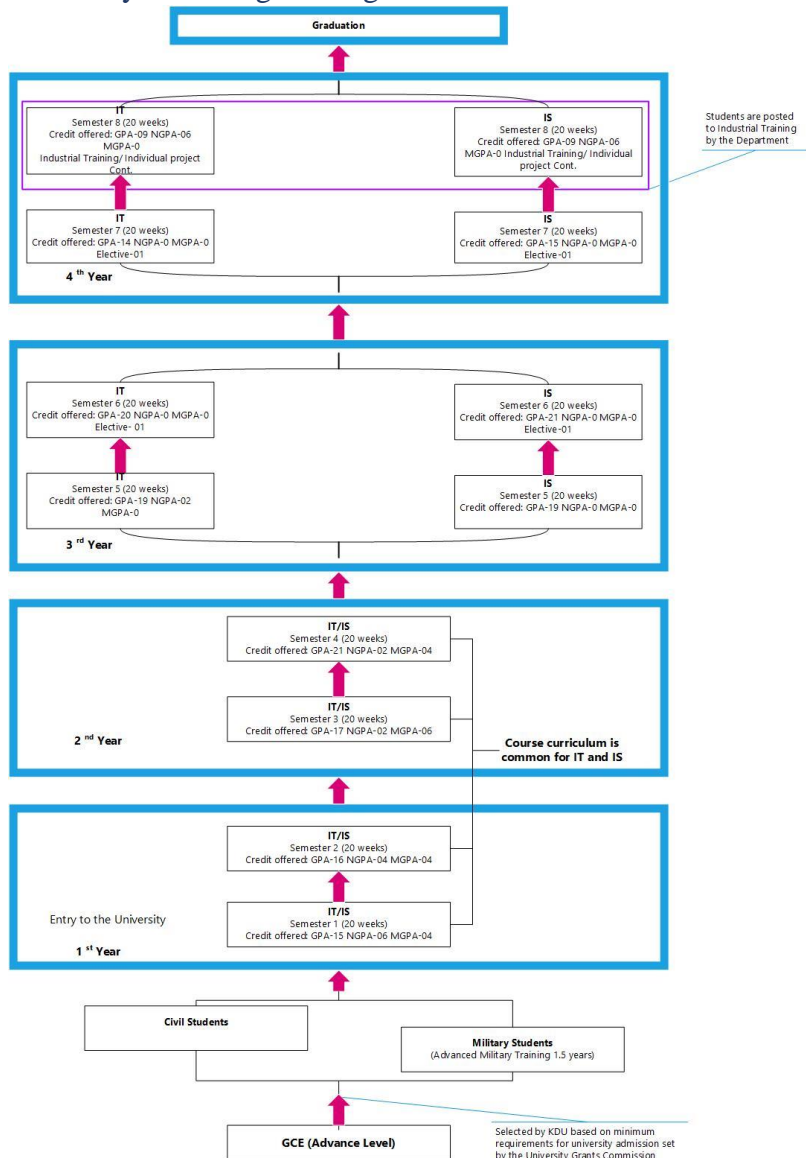 Graduation
IT
Semester 8 (20 weeks)
Credit offered: GPA-09 NGPA-06
MGPA-0
Industrial Training/ Individual project
Cont.
IS
Semester 8 (20 weeks)
Credit offered: GPA-09 NGPA-06
MGPA-0 Industrial Training/ Individual
project Cont.
Students are posted
to Industrial Training
by the Department
IT
Semester 7 (20 weeks)
Credit offered: GPA-14 NGPA-0 MGPA-0
Elective-01
IS
Semester 7 (20 weeks)
Credit offered: GPA-15 NGPA-0 MGPA-0
Elective-01
4 th Year
IT
Semester 6 (20 weeks)
Credit offered: GPA-20 NGPA-0 MGPA-0
Elective- 01
IS
Semester 6 (20 weeks)
Credit offered: GPA-21 NGPA-0 MGPA-0
Elective-01
IT
Semester 5 (20 weeks)
Credit offered: GPA-19 NGPA-02
MGPA-0
IS
Semester 5 (20 weeks)
Credit offered: GPA-19 NGPA-0 MGPA-0
3 rd Year
IT/IS
Semester 4 (20 weeks)
Credit offered: GPA-21 NGPA-02 MGPA-04
IT/IS
Semester 3 (20 weeks)
Credit offered: GPA-17 NGPA-02 MGPA-06
2 nd Year
Course curriculum is
common for IT and IS
IT/IS
Semester 2 (20 weeks)
Credit offered: GPA-16 NGPA-04 MGPA-04
IT/IS
Semester 1 (20 weeks)
Credit offered: GPA-15 NGPA-06 MGPA-04
Entry to the University
1 st Year
Civil Students
Military Students
(Advanced Military Training 1.5 years)
GCE (Advance Level)
Selected by KDU based on minimum
requirements for university admission set
by the University Grants Commission